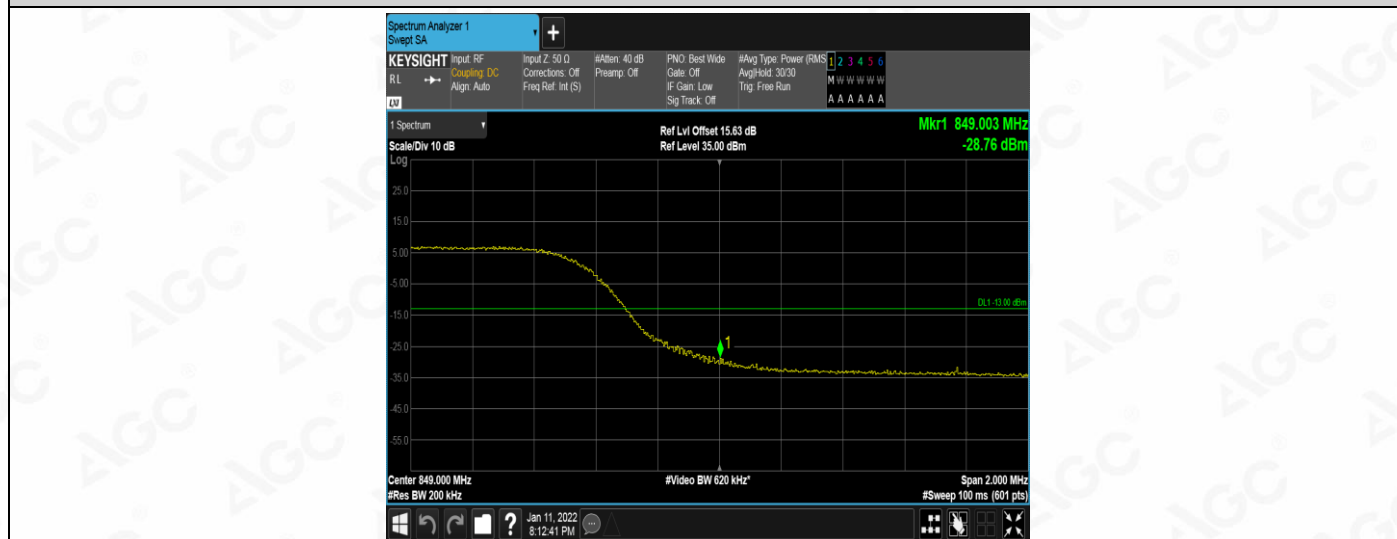 Spectrum Analyzer 1
Swept SA
+
KEYSIGHT
RL
Input: RF
Coupling: DC
Align: Auto
Input Z: 50 Ω
Corrections: Off
Freq Ref: Int (S)
#Atten: 40 dB
Preamp: Off
PNO: Best Wide
Gate: Off
IF Gain: Low
Sig Track: Off
#Avg Type: Power (RMS
Avg|Hold: 30/30
Trig: Free Run
1 2 3 4 5 6
M W W W W W
A A A A A A
LXI
1 Spectrum
Scale/Div 10 dB
Ref Lvl Offset 15.63 dB
Ref Level 35.00 dBm
Mkr1 849.003 MHz
-28.76 dBm
Log
25.0
15.0
5.00
-5.00
-15.0
-25.0
-35.0
-45.0
-55.0
DL1 -13.00 dBm
1
Center 849.000 MHz
#Res BW 200 kHz
#Video BW 620 kHz*
Span 2.000 MHz
#Sweep 100 ms (601 pts)
?
Jan 11, 2022
8:12:41 PM
AGC